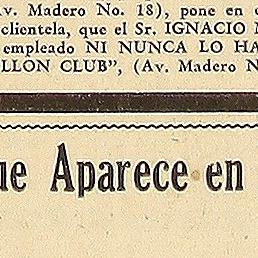 v. Madero No. 18), pone en
clientela, que el Sr. IGNACIO
empleado NI NUNCA LO HA
LLON CLUB", (Av. Madero N
ue Aparece en